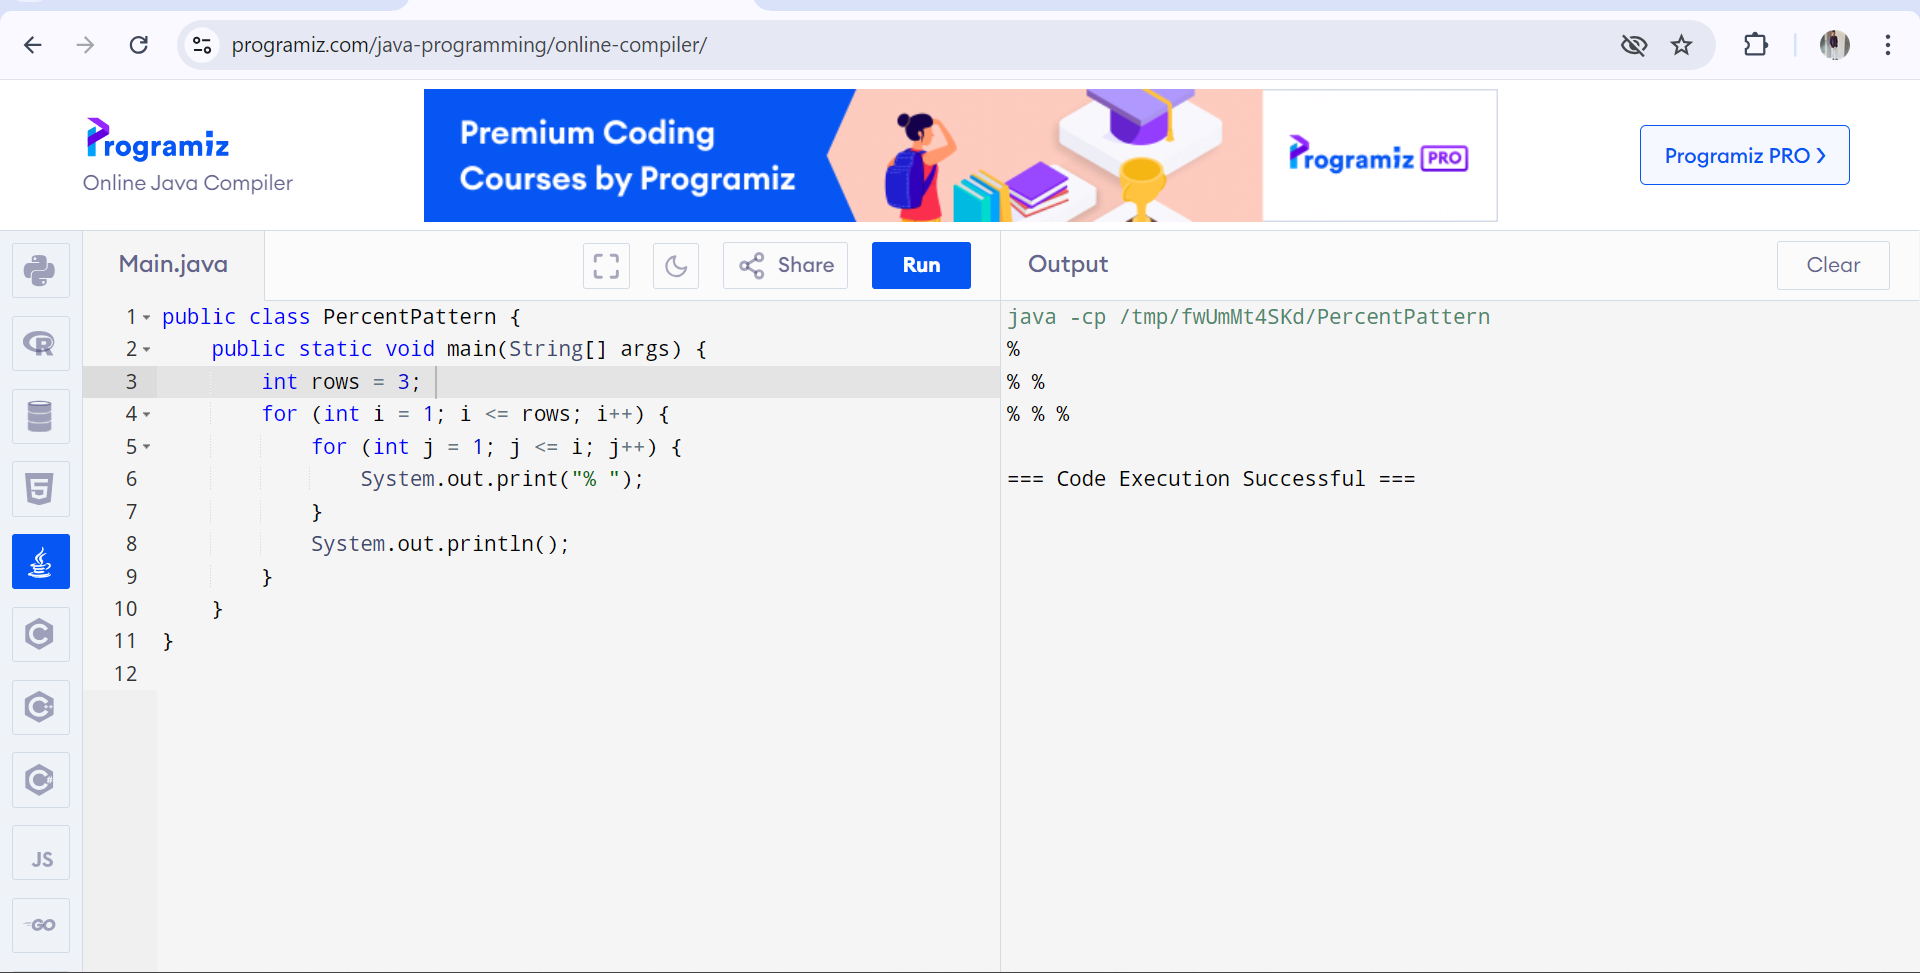 programiz.com/java-programming/online-compiler/
Programiz
Online Java Compiler
Premium Coding
Courses by Programiz
Programiz PRO
Programiz PRO ❯
Main.java
Share
Run
Output
Clear
1 public class PercentPattern {
2     public static void main(String[] args) {
3         int rows = 3;
4         for (int i = 1; i <= rows; i++) {
5             for (int j = 1; j <= i; j++) {
6                 System.out.print("% ");
7             }
8             System.out.println();
9         }
10     }
11 }
12
java -cp /tmp/fwUmMt4SKd/PercentPattern
%
% %
% % %
=== Code Execution Successful ===
R
5
C
C++
C#
JS
GO